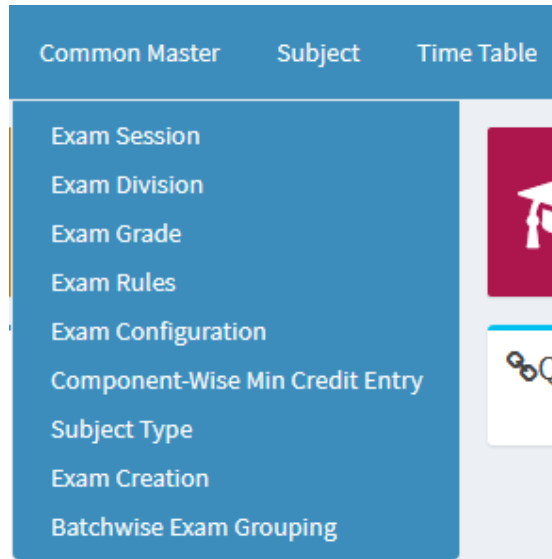 Common Master Subject Time Table
Exam Session
Exam Division
Exam Grade
Exam Rules
Exam Configuration
Component-Wise Min Credit Entry
Subject Type
Exam Creation
Batchwise Exam Grouping